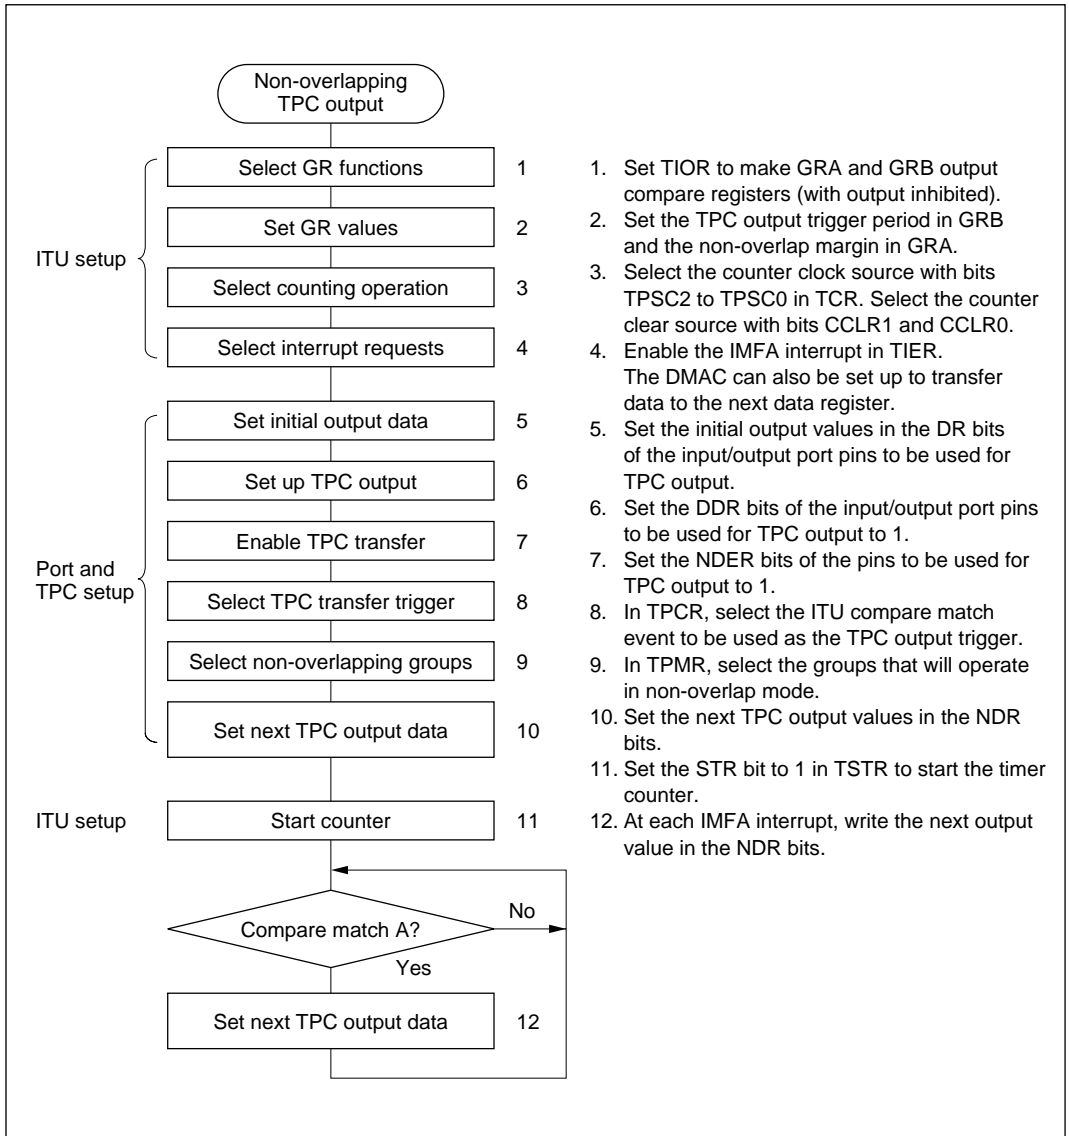 Non-overlapping
TPC output
ITU setup
Select GR functions
1
Set GR values
2
Select counting operation
3
Select interrupt requests
4
Port and
TPC setup
Set initial output data
5
Set up TPC output
6
Enable TPC transfer
7
Select TPC transfer trigger
8
Select non-overlapping groups
9
Set next TPC output data
10
ITU setup
Start counter
11
Compare match A?
No
Yes
Set next TPC output data
12
1. Set TIOR to make GRA and GRB output
compare registers (with output inhibited).
2. Set the TPC output trigger period in GRB
and the non-overlap margin in GRA.
3. Select the counter clock source with bits
TPSC2 to TPSC0 in TCR. Select the counter
clear source with bits CCLR1 and CCLR0.
4. Enable the IMFA interrupt in TIER.
The DMAC can also be set up to transfer
data to the next data register.
5. Set the initial output values in the DR bits
of the input/output port pins to be used for
TPC output.
6. Set the DDR bits of the input/output port pins
to be used for TPC output to 1.
7. Set the NDER bits of the pins to be used for
TPC output to 1.
8. In TPCR, select the ITU compare match
event to be used as the TPC output trigger.
9. In TPMR, select the groups that will operate
in non-overlap mode.
10. Set the next TPC output values in the NDR
bits.
11. Set the STR bit to 1 in TSTR to start the timer
counter.
12. At each IMFA interrupt, write the next output
value in the NDR bits.